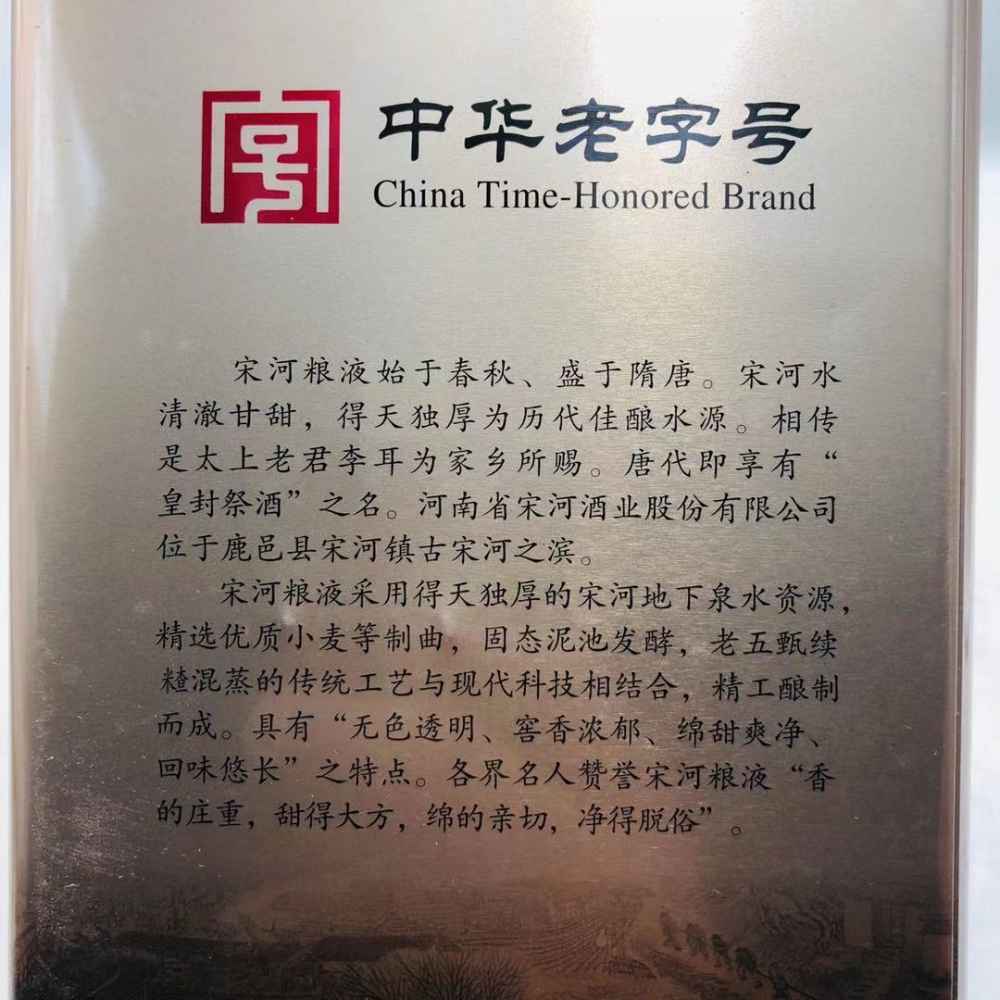 中华老字号
China Time-Honored Brand
宋河粮液始于春秋、盛于隋唐。宋河水
清澈甘甜，得天独厚为历代佳酿水源。相传
是太上老君李耳为家乡所赐。唐代即享有“
皇封祭酒”之名。河南省宋河酒业股份有限公司
位于鹿邑县宋河镇古宋河之滨。
宋河粮液采用得天独厚的宋河地下泉水资源，
精选优质小麦等制曲，固态泥池发酵，老五甄续
糙混蒸的传统工艺与现代科技相结合，精工酿制
而成。具有“无色透明、窖香浓郁、绵甜爽净、
回味悠长”之特点。各界名人赞誉宋河粮液“香
的庄重，甜得大方，绵的亲切，净得脱俗”。